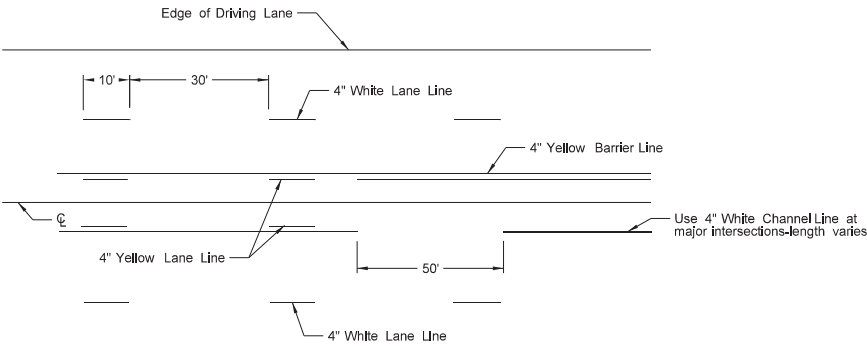 Edge of Driving Lane
10'
30'
4" White Lane Line
4" Yellow Barrier Line
℄
Use 4" White Channel Line at
major intersections-length varies
4" Yellow Lane Line
50'
4" White Lane Line